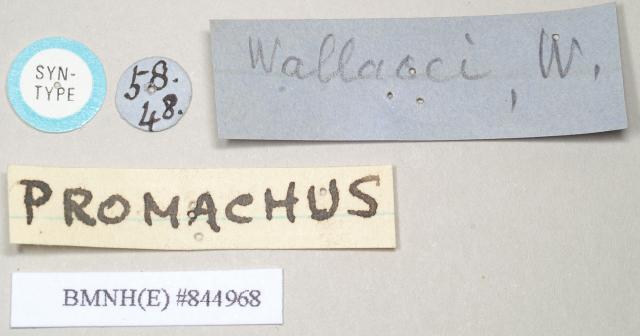 SYN-
TYPE
58.
48.
Wallacei, W.
PROMACHUS
BMNH(E) #844968